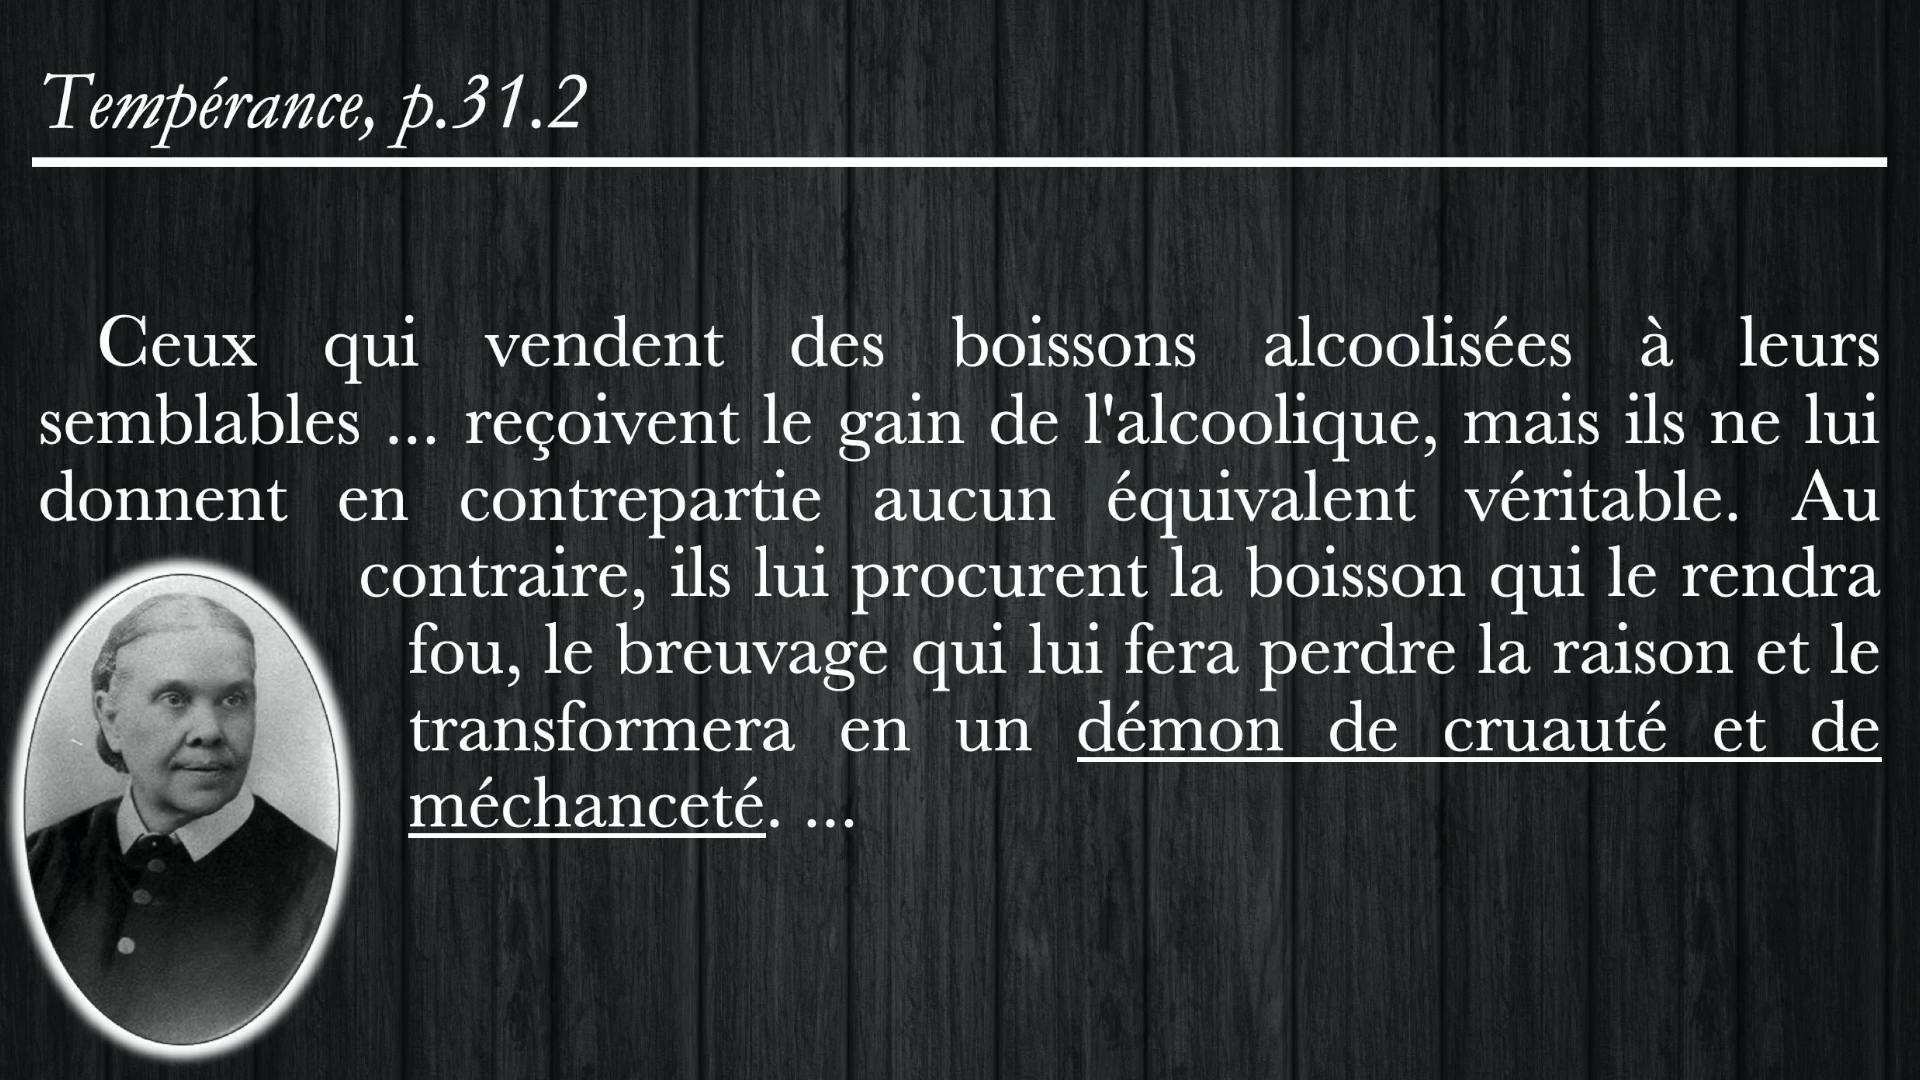 Tempérance, p.31.2
Ceux qui vendent des boissons alcoolisées à leurs
semblables ... reçoivent le gain de l'alcoolique, mais ils ne lui
donnent en contrepartie aucun équivalent véritable. Au
contraire, ils lui procurent la boisson qui le rendra
fou, le breuvage qui lui fera perdre la raison et le
transformera en un démon de cruauté et de
méchanceté. ...